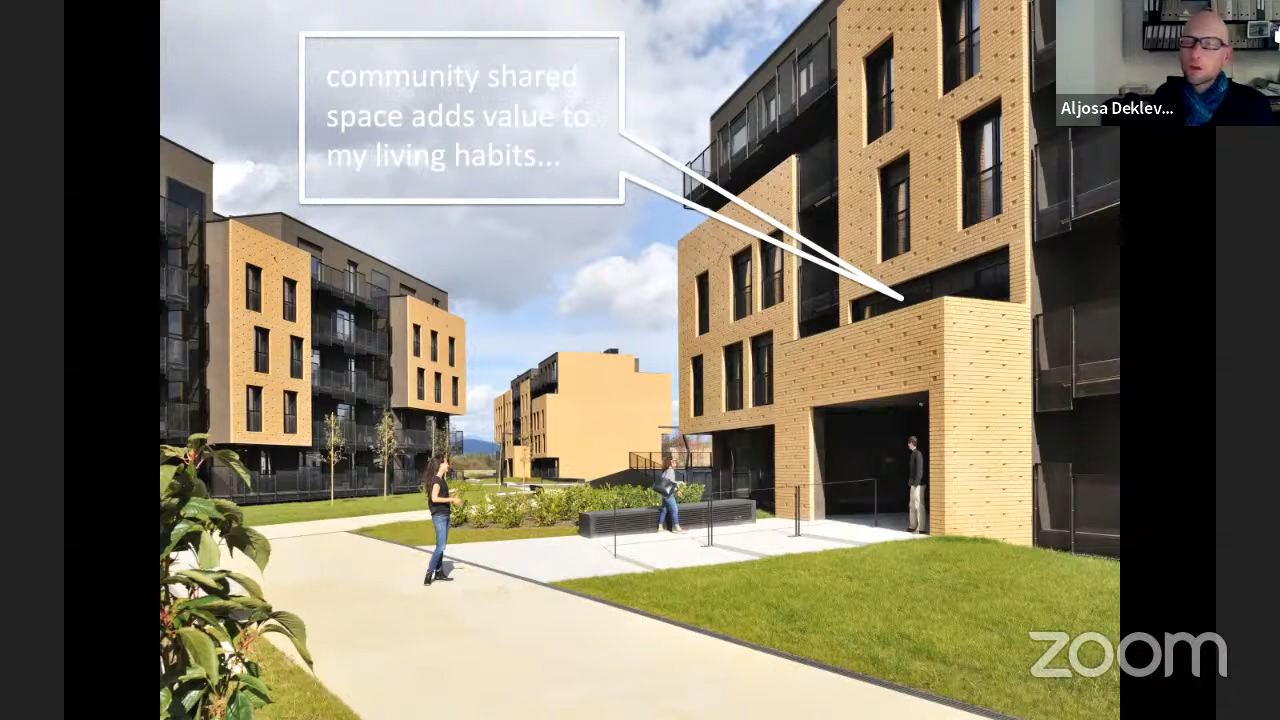 community shared
space adds value to
my living habits...
Aljosa Deklev...
zoom